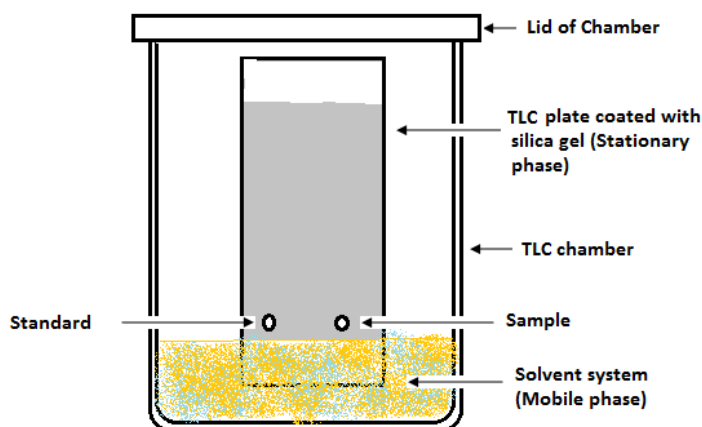 Lid of Chamber
TLC plate coated with
silica gel (Stationary
phase)
TLC chamber
Standard
Sample
Solvent system
(Mobile phase)